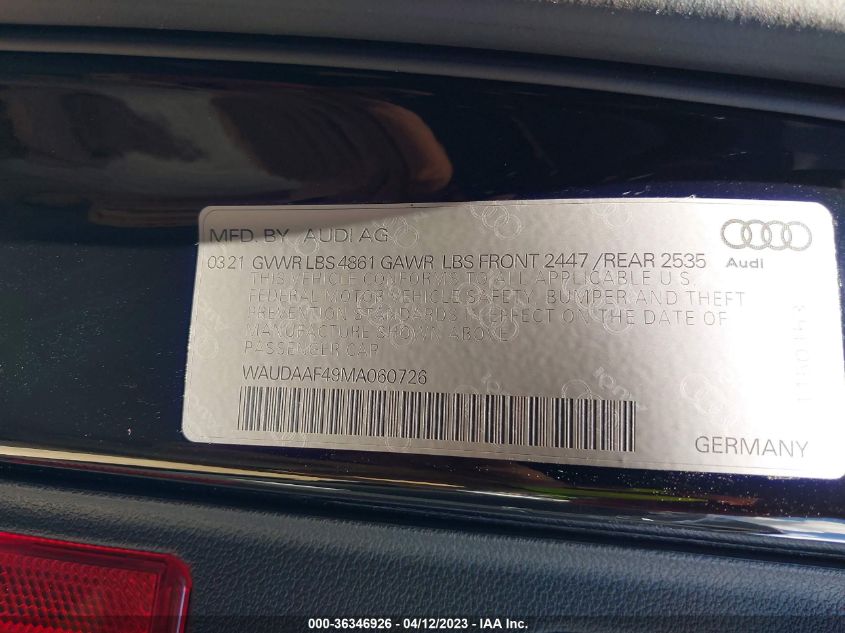 MFD. BY AUDI AG
0321 GVWR LBS 4861 GAWR LBS FRONT 2447 /REAR 2535
THIS VEHICLE CONFORMS TO ALL APPLICABLE U.S.
FEDERAL MOTOR VEHICLE SAFETY, BUMPER AND THEFT
PREVENTION STANDARDS IN EFFECT ON THE DATE OF
MANUFACTURE SHOWN ABOVE
PASSENGER CAR
WAUDAAF49MA060726
Audi
GERMANY
000-36346926 - 04/12/2023 - IAA Inc.